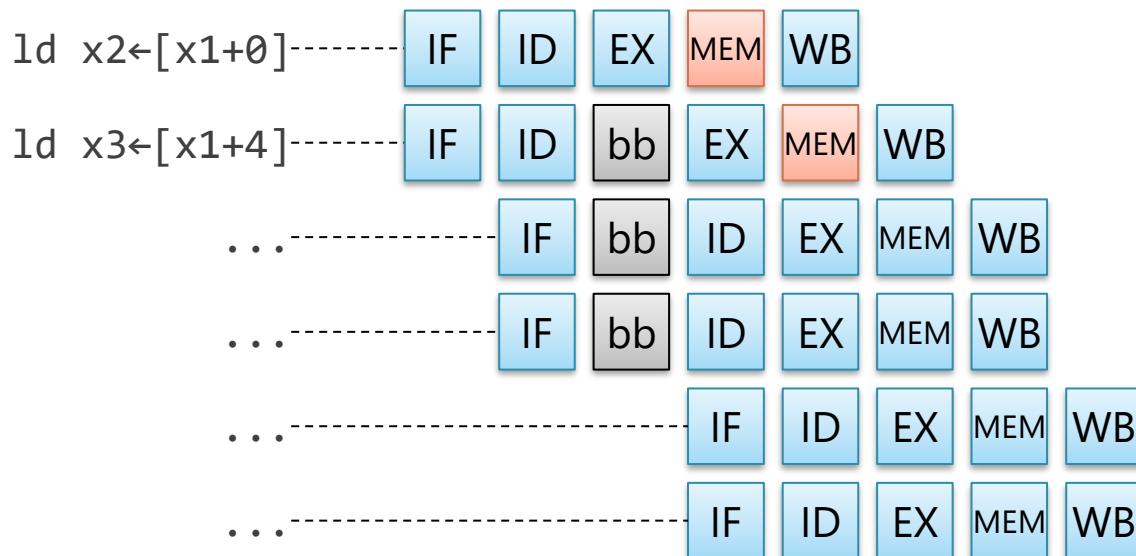 ld x2←[x1+0] IF ID EX MEM WB
ld x3←[x1+4] IF ID bb EX MEM WB
... IF bb ID EX MEM WB
... IF bb ID EX MEM WB
... IF ID EX MEM WB
... IF ID EX MEM WB